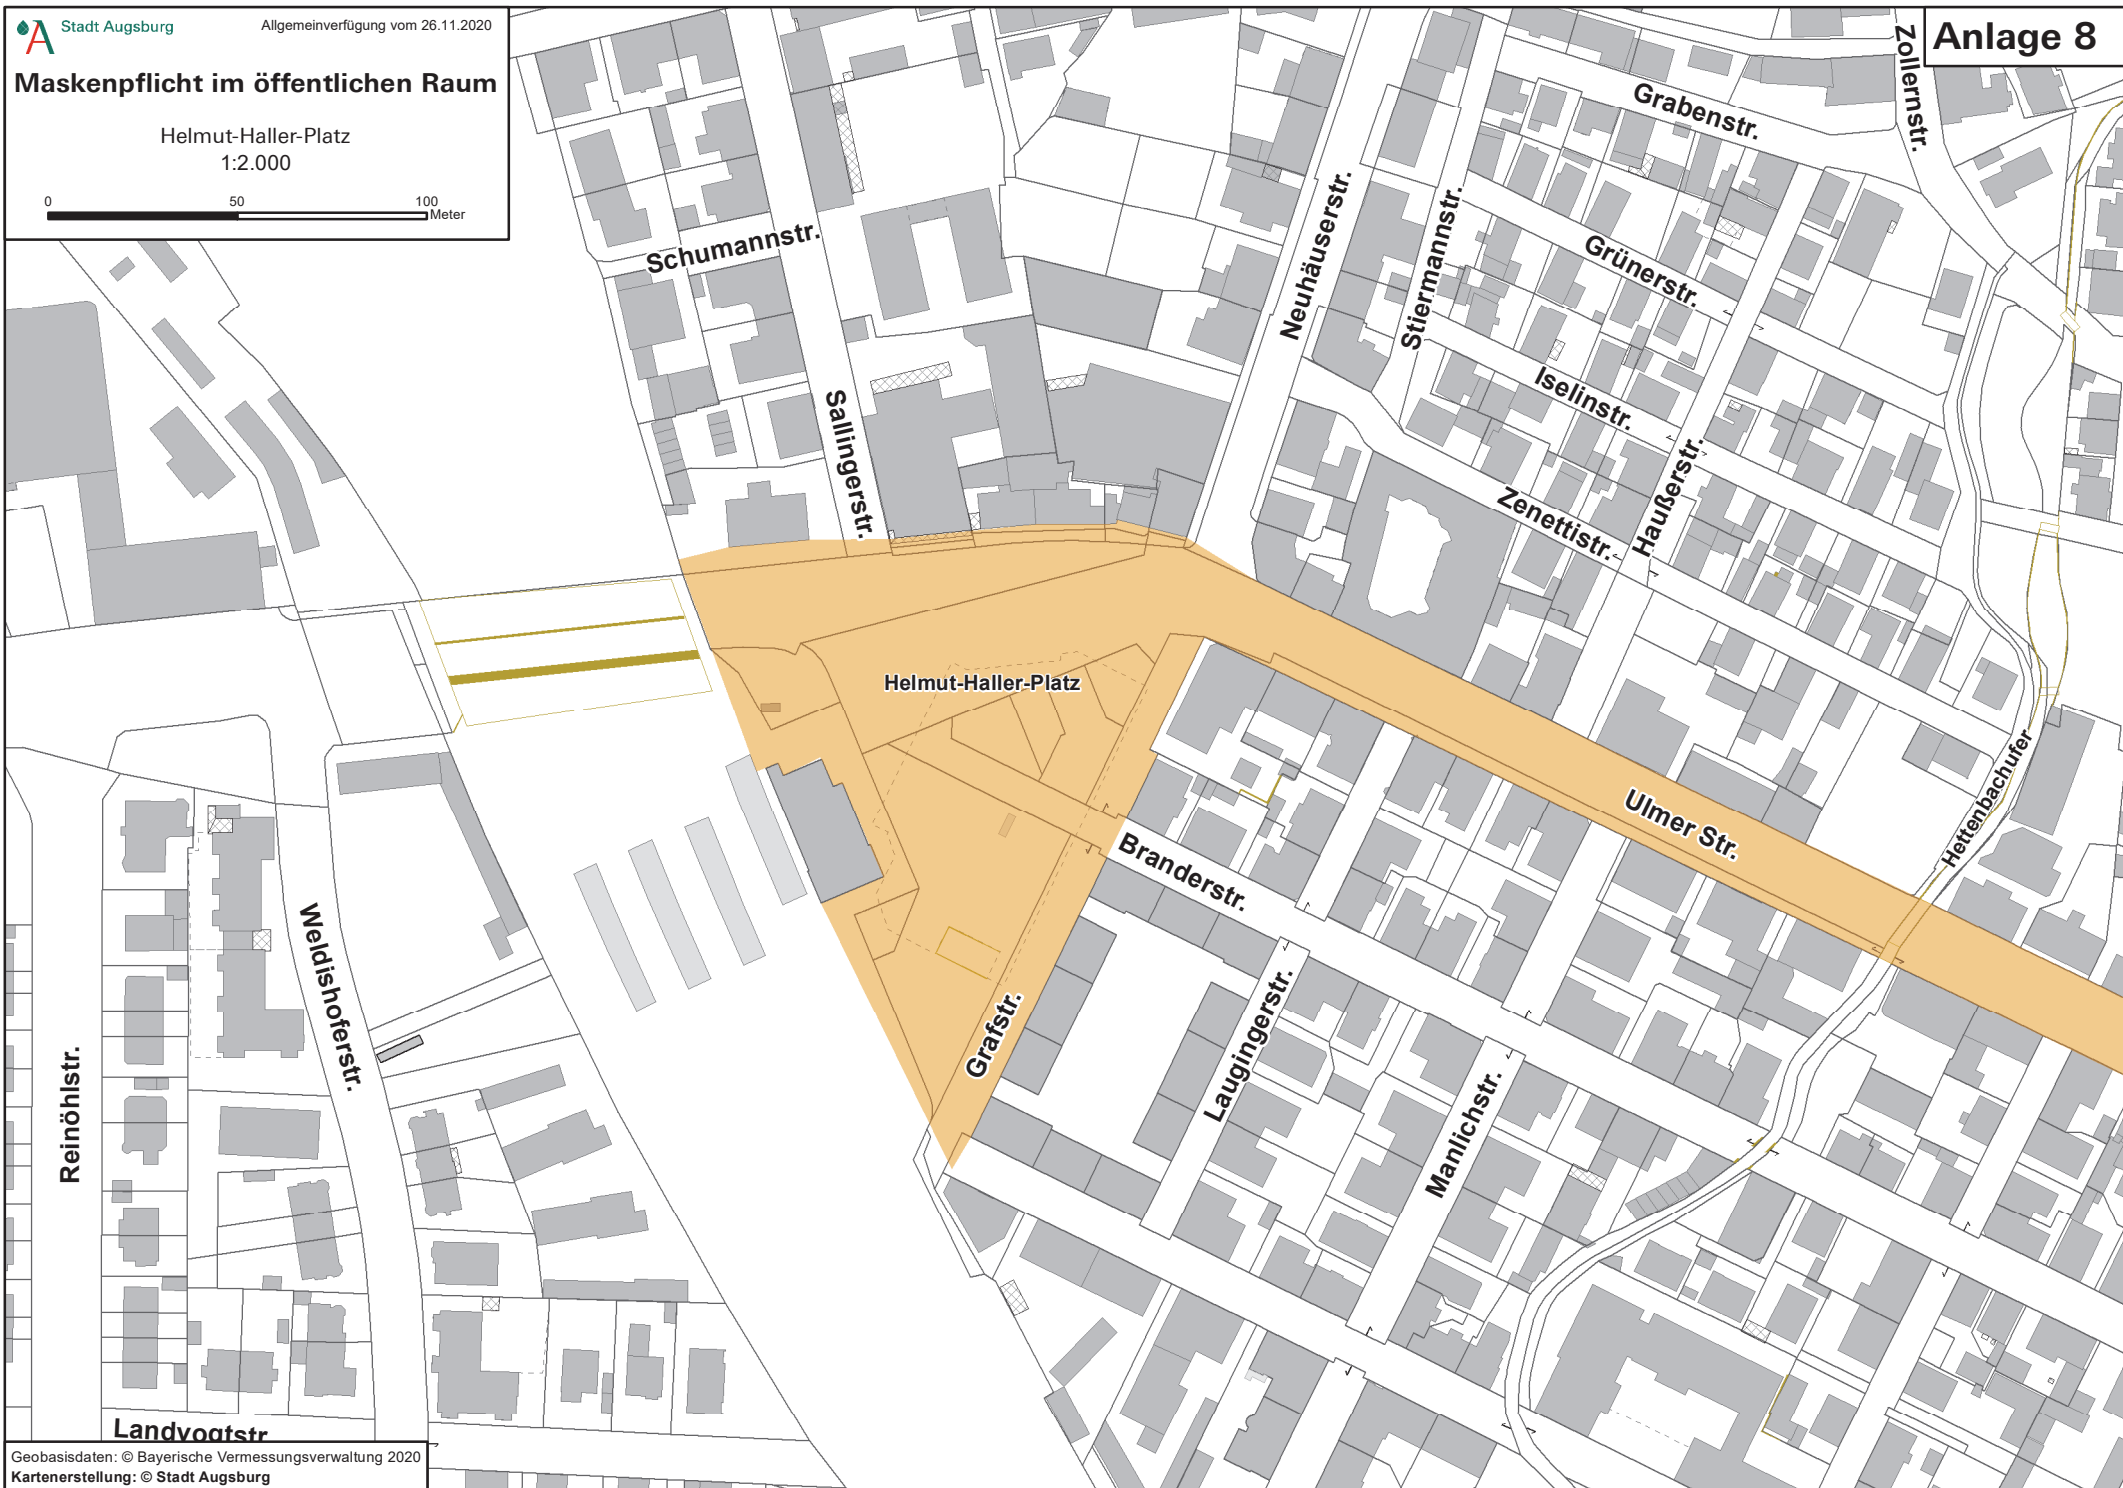 Stadt Augsburg
Allgemeinverfügung vom 26.11.2020
Maskenpflicht im öffentlichen Raum
Helmut-Haller-Platz
1:2.000
0 50 100
Meter
Anlage 8
Zollernstr.
Grabenstr.
Schumannstr.
Neuhäuserstr.
Stiermannstr.
Grünerstr.
Iselinstr.
Sallingerstr.
Zenettistr.
Haußerstr.
Helmut-Haller-Platz
Ulmer Str.
Hettenbachufer
Branderstr.
Weldishoferstr.
Grafstr.
Laugingerstr.
Manlichstr.
Reinöhlstr.
Landvogtstr.
Geobasisdaten: © Bayerische Vermessungsverwaltung 2020
Kartenerstellung: © Stadt Augsburg